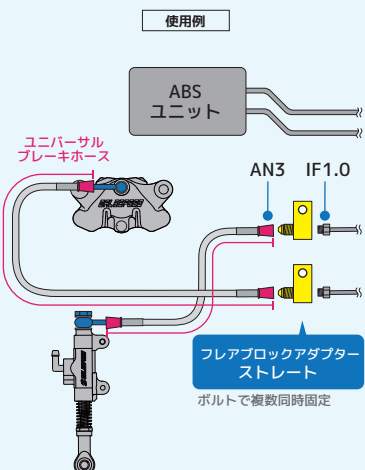 使用例
ABS
ユニット
ユニバーサル
ブレーキホース
AN3 IF1.0
フレアブロックアダプター
ストレート
ボルトで複数同時固定